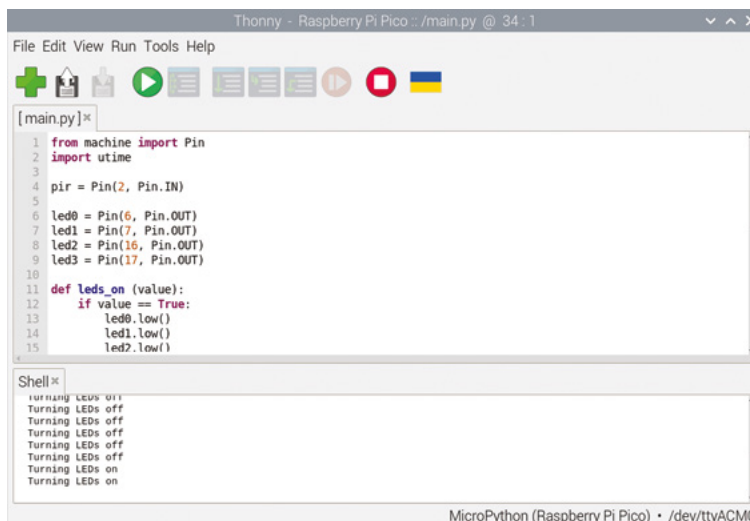 Thonny - Raspberry Pi Pico :: /main.py @ 34 : 1
File Edit View Run Tools Help
[ main.py ] ×
1 from machine import Pin
2 import utime
3
4 pir = Pin(2, Pin.IN)
5
6 led0 = Pin(6, Pin.OUT)
7 led1 = Pin(7, Pin.OUT)
8 led2 = Pin(16, Pin.OUT)
9 led3 = Pin(17, Pin.OUT)
10
11 def leds_on (value):
12     if value == True:
13         led0.low()
14         led1.low()
15         led2.low()
Shell ×
Turning LEDs off
Turning LEDs off
Turning LEDs off
Turning LEDs off
Turning LEDs off
Turning LEDs off
Turning LEDs on
Turning LEDs on
MicroPython (Raspberry Pi Pico) • /dev/ttyACM0